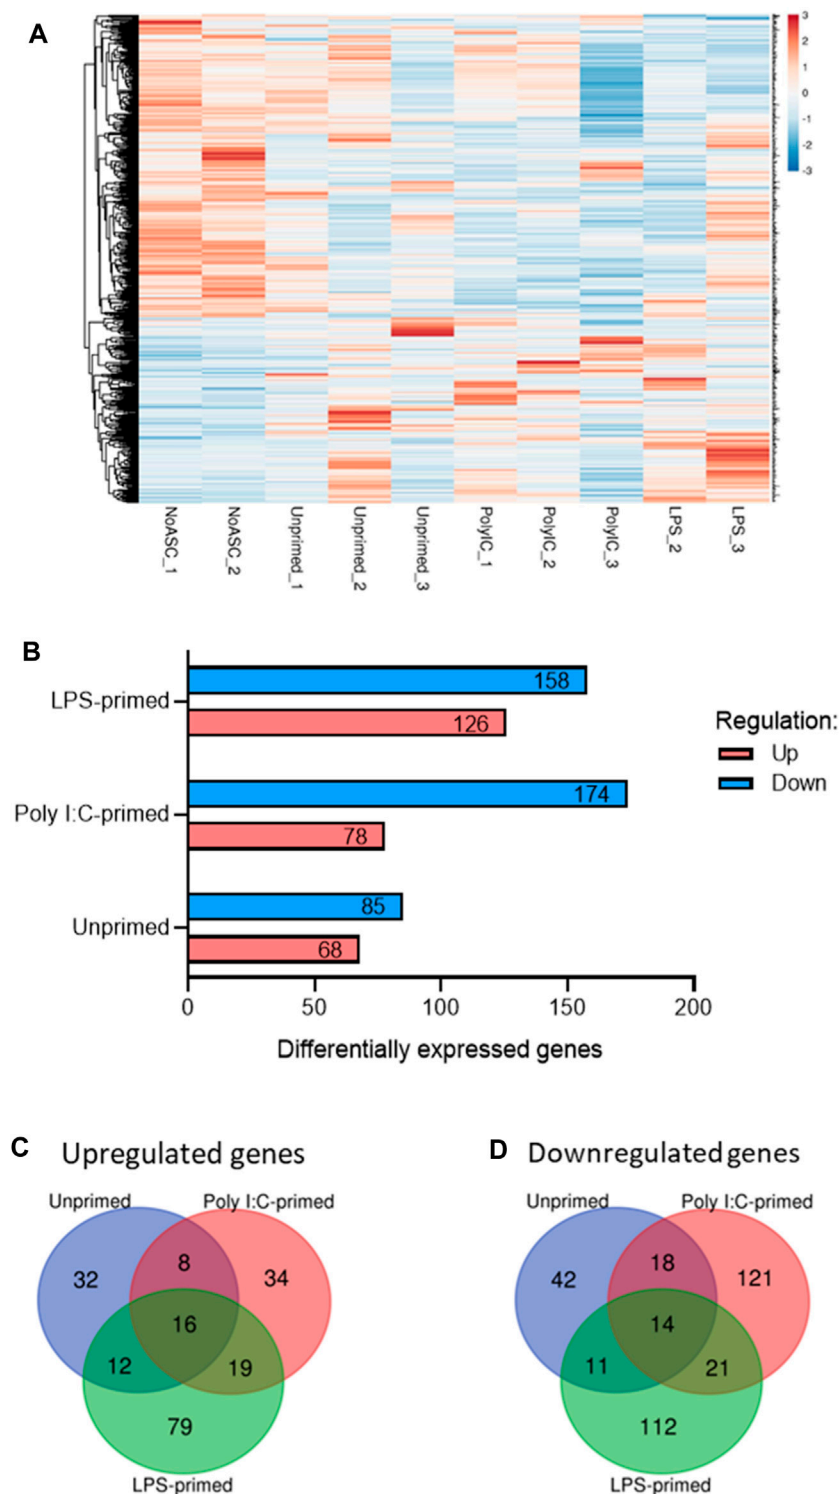 A
3
2
1
0
-1
-2
-3
NoASC_1
NoASC_2
Unprimed_1
Unprimed_2
Unprimed_3
PolyIC_1
PolyIC_2
PolyIC_3
LPS_2
LPS_3
B
LPS-primed
158
126
Poly I:C-primed
174
78
Unprimed
85
68
Regulation:
Up
Down
0 50 100 150 200
Differentially expressed genes
C Upregulated genes
Unprimed Poly I:C-primed
32 8 34
16
12 19
79
LPS-primed
D Downregulated genes
Unprimed Poly I:C-primed
42 18 121
14
11 21
112
LPS-primed